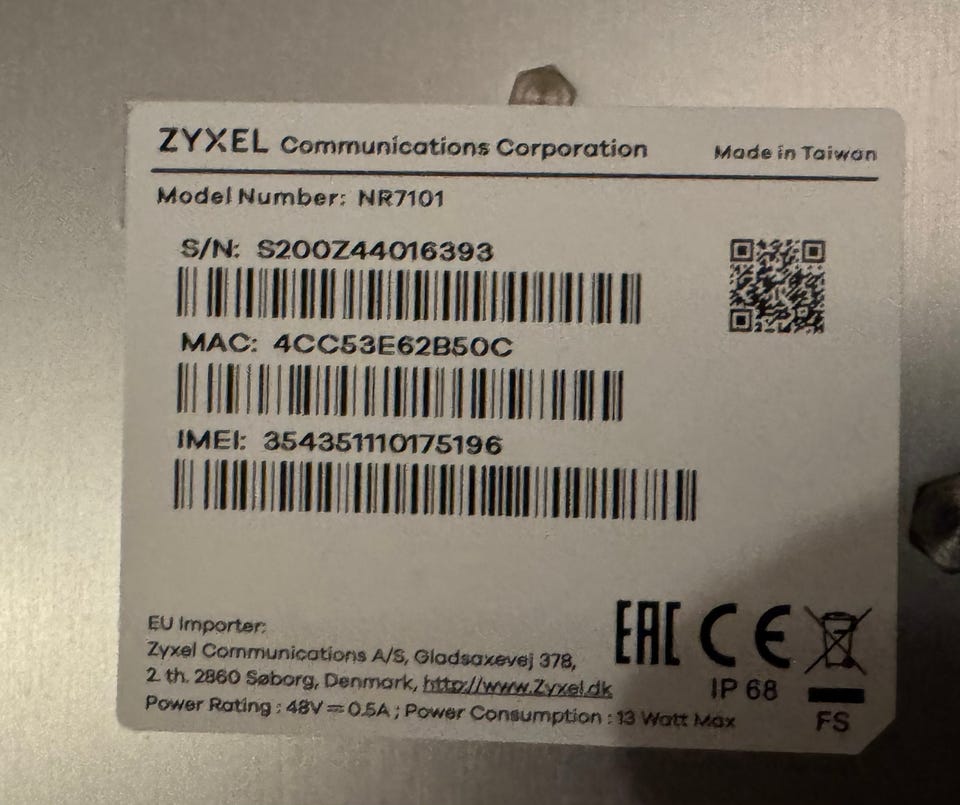 ZYXEL Communications Corporation Made in Taiwan
Model Number: NR7101
S/N: S200Z44016393
MAC: 4CC53E62B50C
IMEI: 354351110175196
EU Importer:
Zyxel Communications A/S, Gladsaxevej 378,
2. th. 2860 Søborg, Denmark, http://www.Zyxel.dk
Power Rating : 48V⎓0.5A ; Power Consumption : 13 Watt Max
EAC CE
IP 68
FS